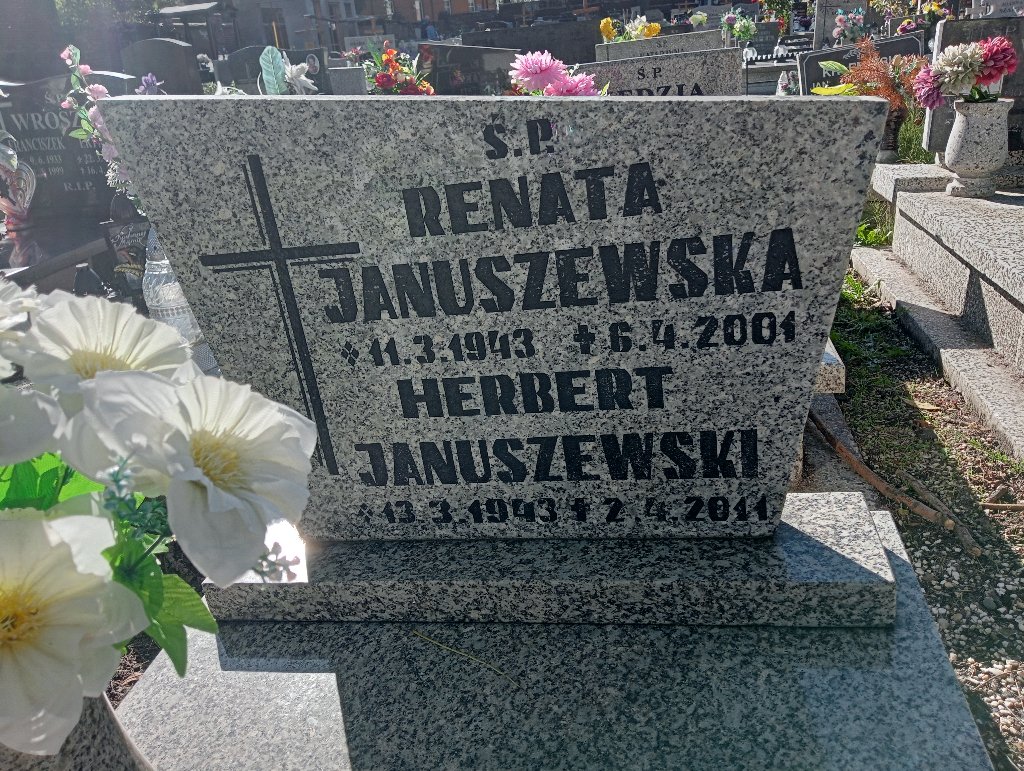 Ś.P.
RENATA
JANUSZEWSKA
* 11.3.1943 ✝ 6.4.2001
HERBERT
JANUSZEWSKI
* 13.3.1943 ✝ 2.4.2011
Ś.P.
R.I.P.